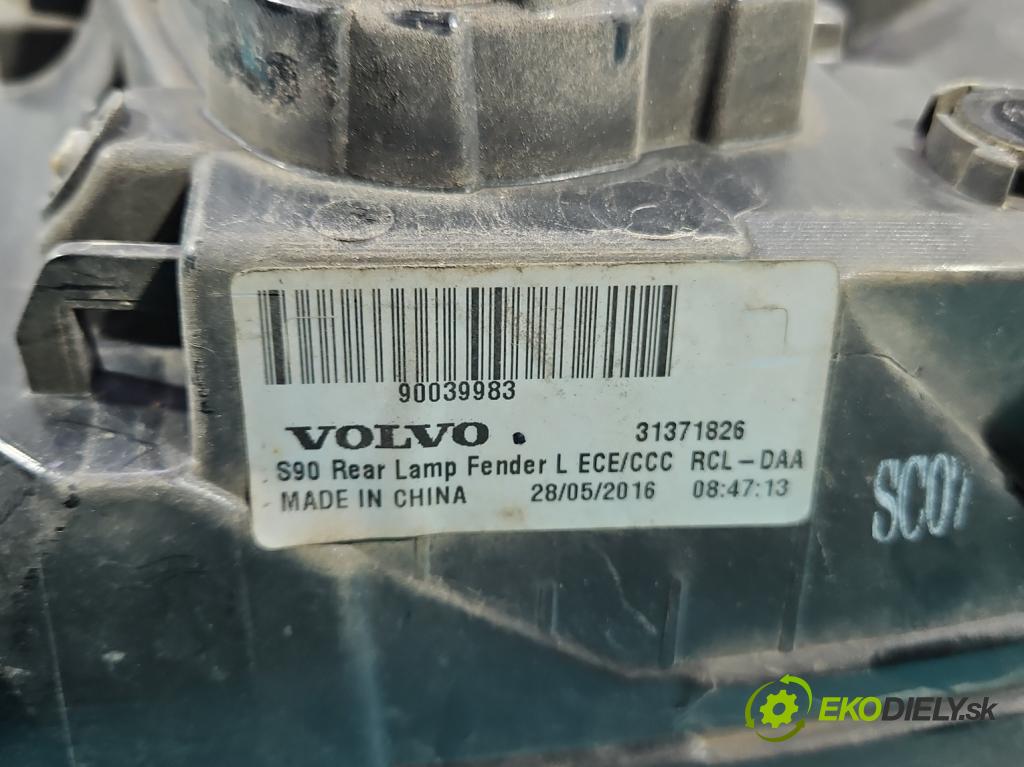 90039983
VOLVO. 31371826
S90 Rear Lamp Fender L ECE/CCC RCL-DAA
MADE IN CHINA 28/05/2016 08:47:13
EKODIELY.sk